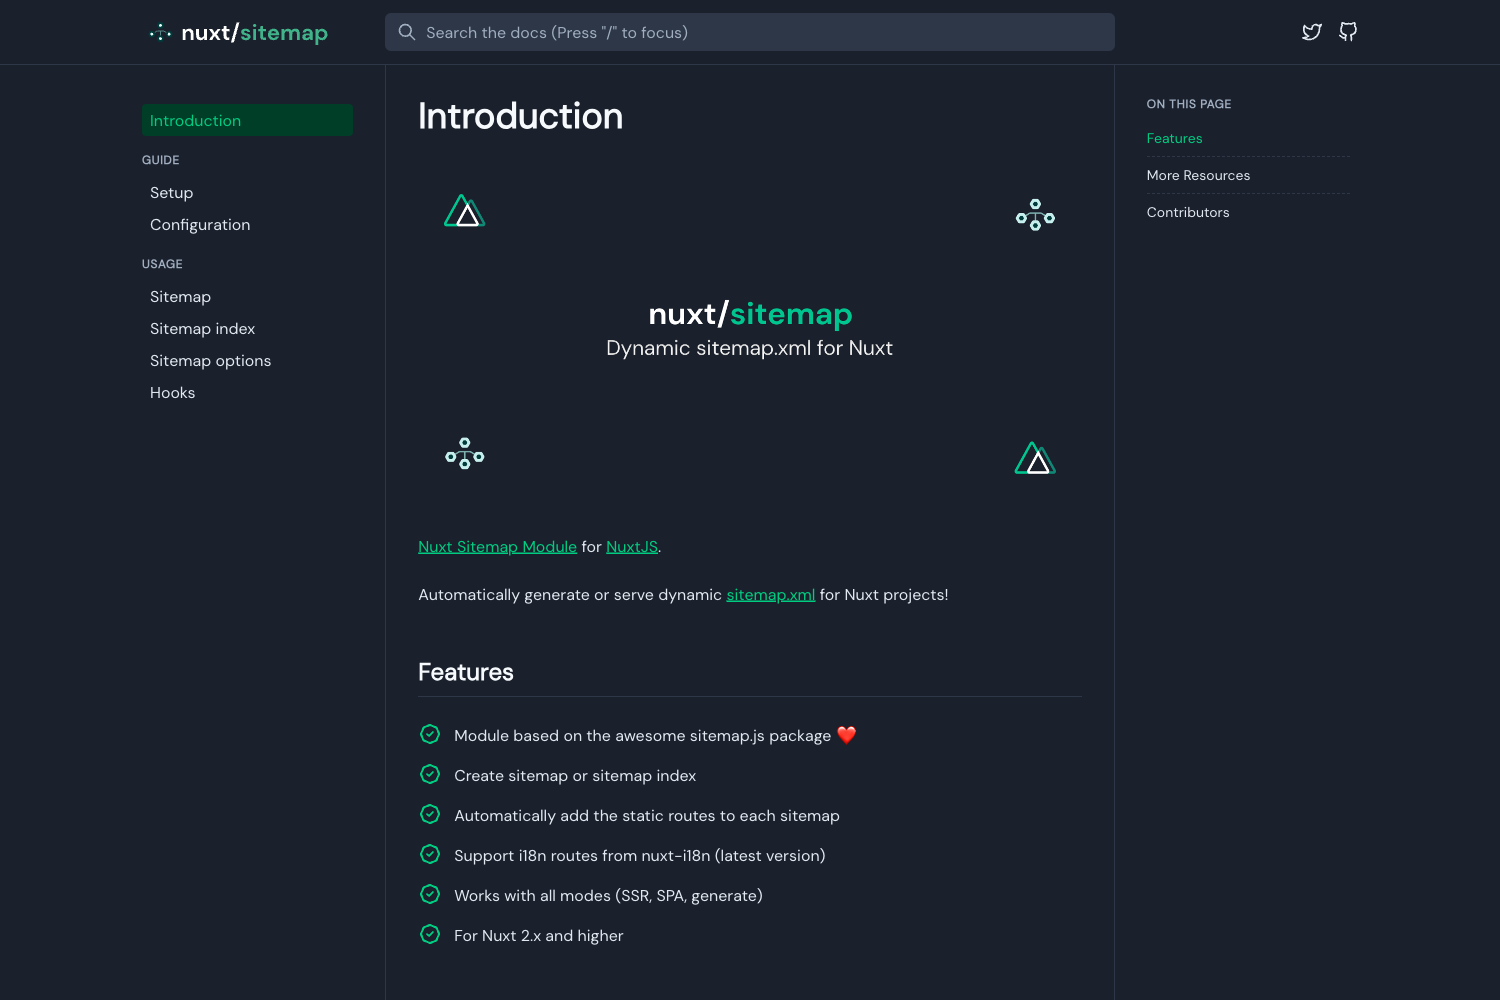 nuxt/sitemap
Search the docs (Press "/" to focus)
Introduction
GUIDE
Setup
Configuration
USAGE
Sitemap
Sitemap index
Sitemap options
Hooks
Introduction
nuxt/sitemap
Dynamic sitemap.xml for Nuxt
Nuxt Sitemap Module for NuxtJS.
Automatically generate or serve dynamic sitemap.xml for Nuxt projects!
Features
Module based on the awesome sitemap.js package ❤️
Create sitemap or sitemap index
Automatically add the static routes to each sitemap
Support i18n routes from nuxt-i18n (latest version)
Works with all modes (SSR, SPA, generate)
For Nuxt 2.x and higher
ON THIS PAGE
Features
More Resources
Contributors